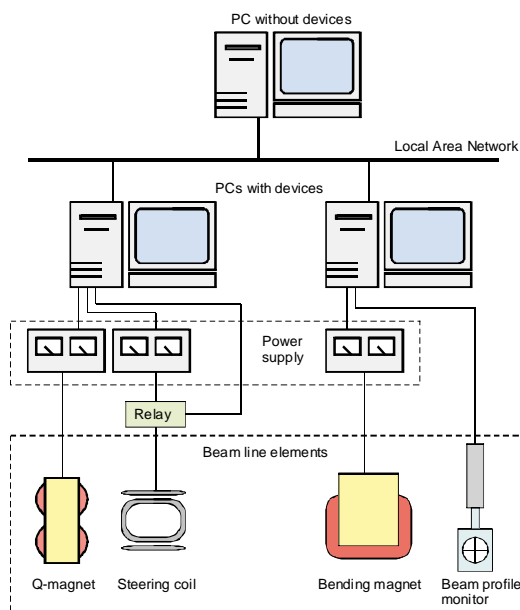 PC without devices
Local Area Network
PCs with devices
Power
supply
Relay
Beam line elements
Q-magnet
Steering coil
Bending magnet
Beam profile
monitor